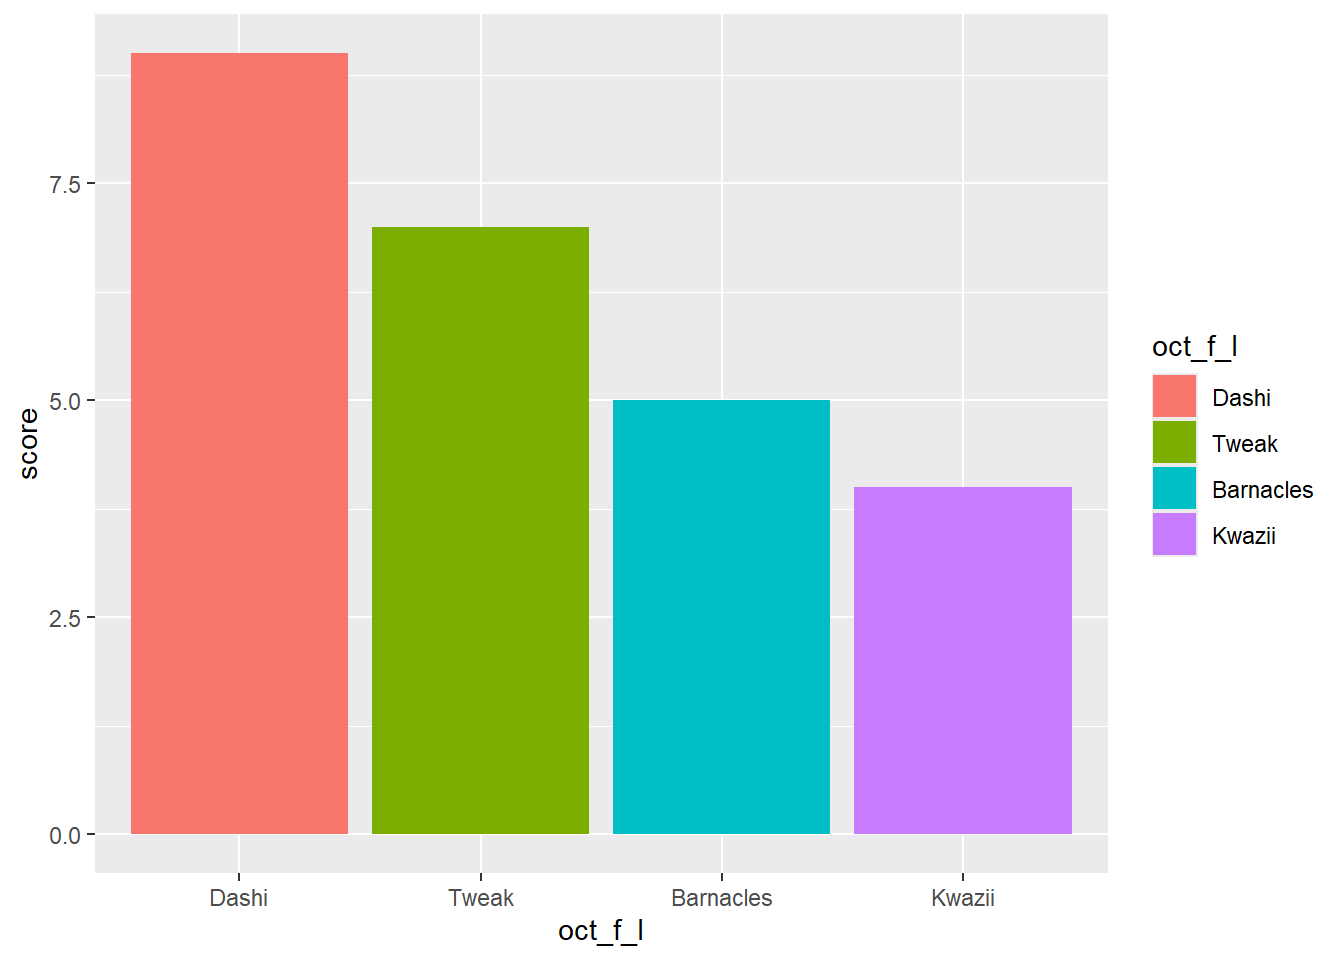 7.5
5.0
2.5
0.0
score
Dashi
Tweak
Barnacles
Kwazii
oct_f_l
oct_f_l
Dashi
Tweak
Barnacles
Kwazii